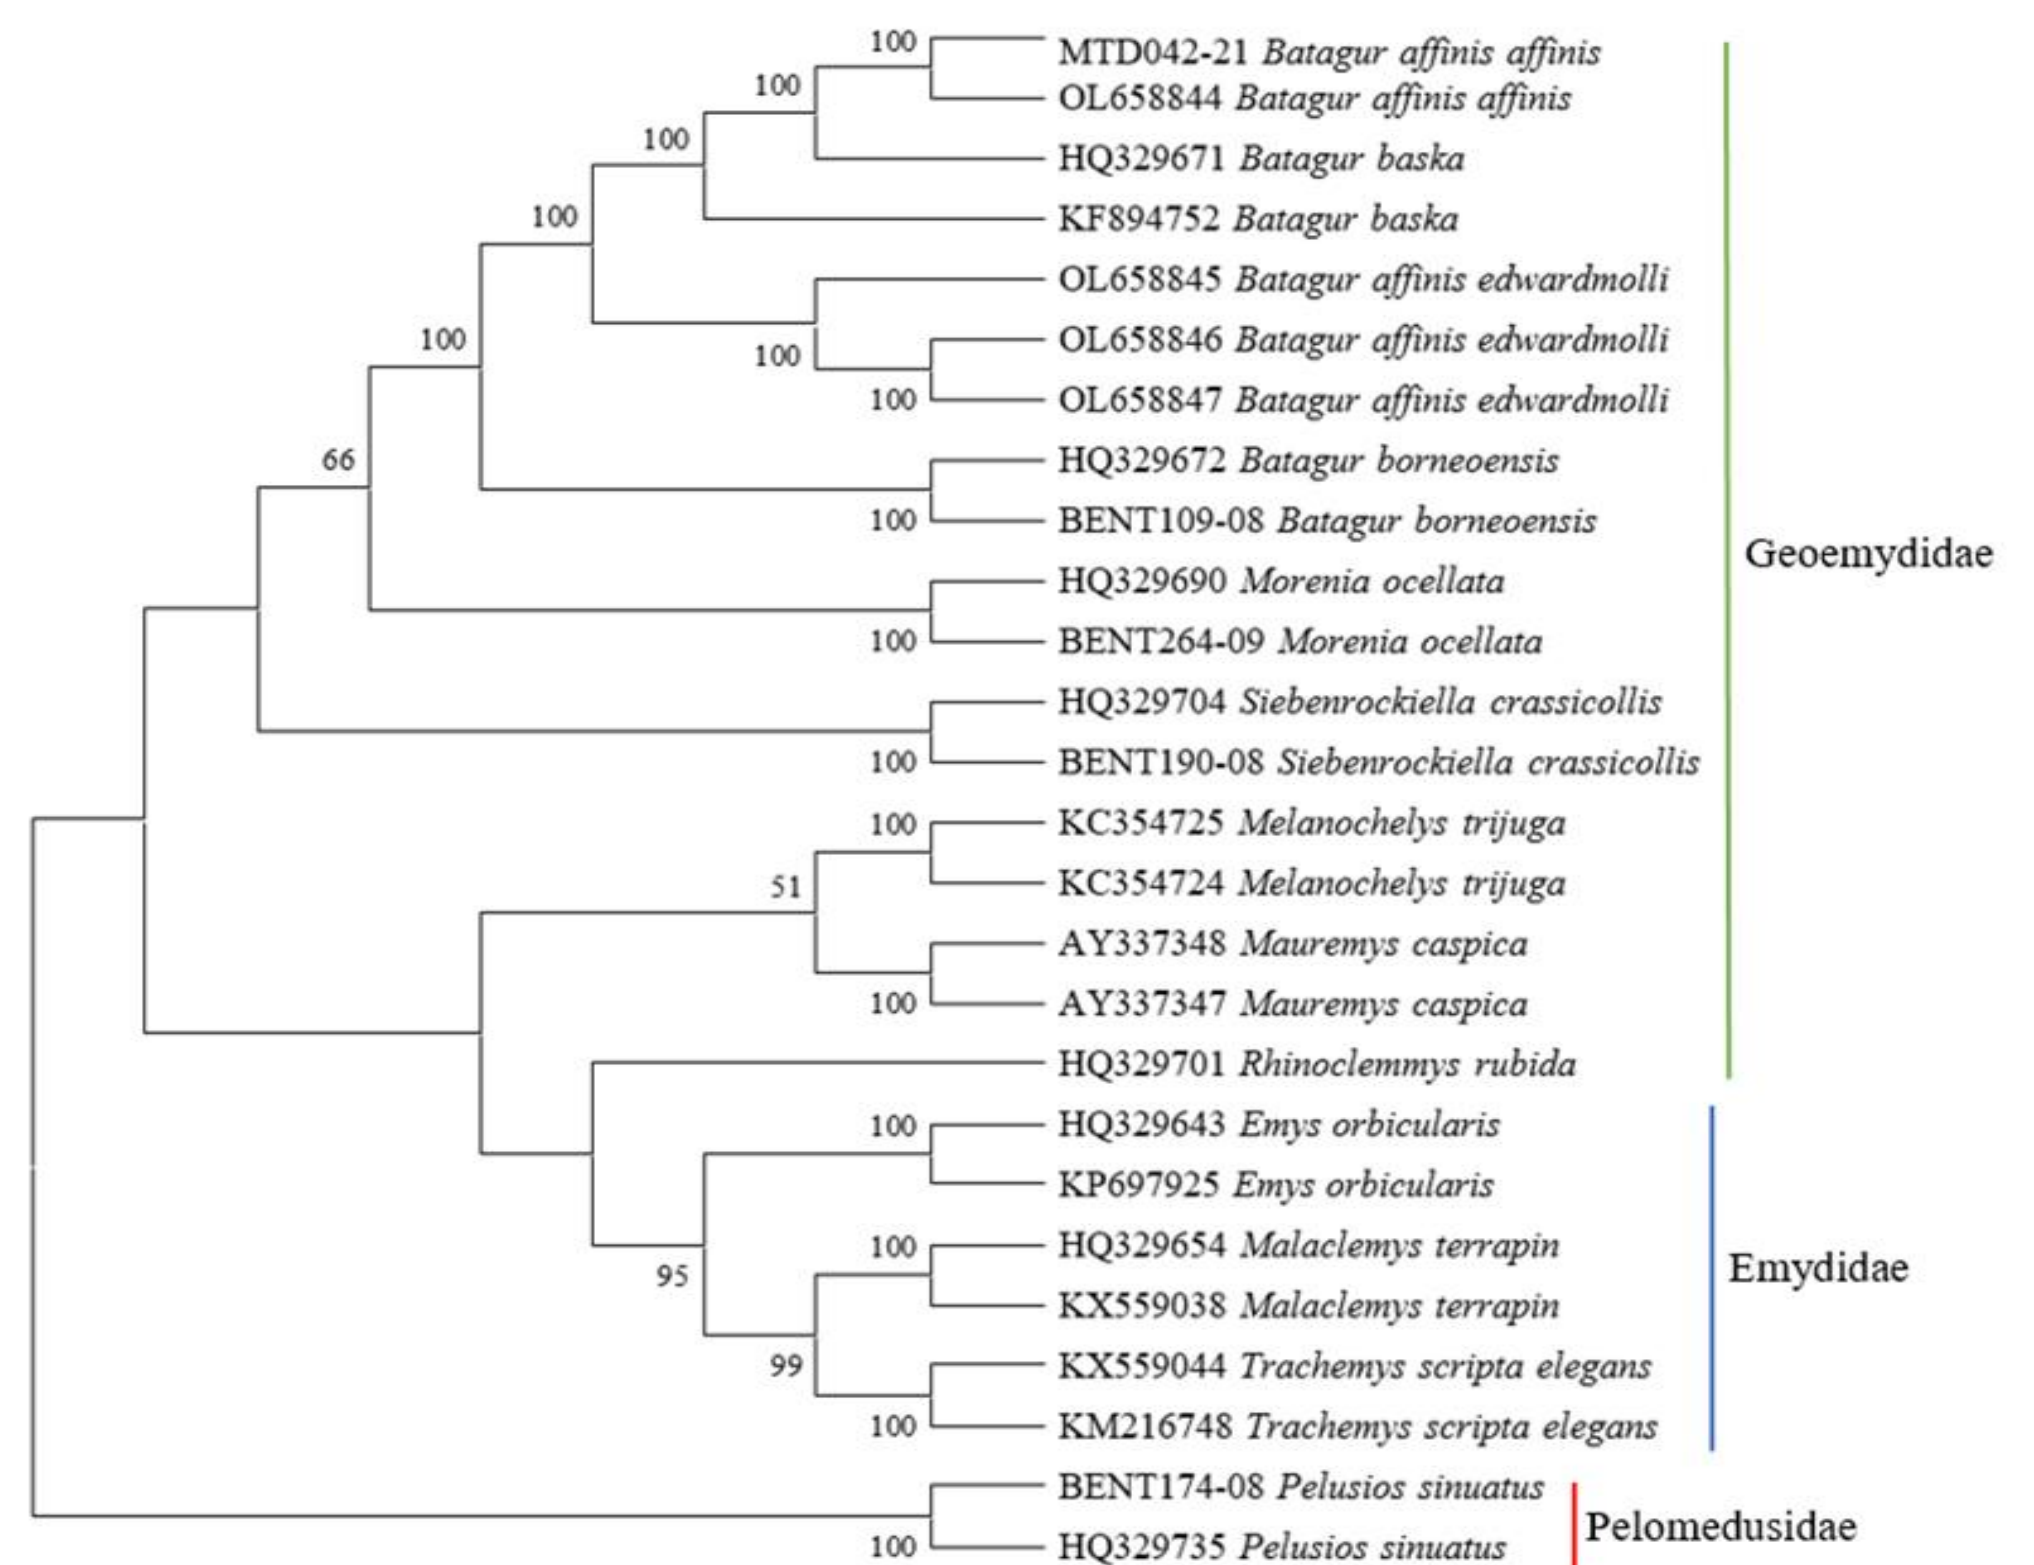 100
MTD042-21 Batagur affinis affinis
100
OL658844 Batagur affinis affinis
100
HQ329671 Batagur baska
100
KF894752 Batagur baska
OL658845 Batagur affinis edwardmolli
100
OL658846 Batagur affinis edwardmolli
100
100
OL658847 Batagur affinis edwardmolli
66
HQ329672 Batagur borneoensis
100
BENT109-08 Batagur borneoensis
Geoemydidae
HQ329690 Morenia ocellata
100
BENT264-09 Morenia ocellata
HQ329704 Siebenrockiella crassicollis
100
BENT190-08 Siebenrockiella crassicollis
100
KC354725 Melanochelys trijuga
51
KC354724 Melanochelys trijuga
AY337348 Mauremys caspica
100
AY337347 Mauremys caspica
HQ329701 Rhinoclemmys rubida
100
HQ329643 Emys orbicularis
KP697925 Emys orbicularis
100
HQ329654 Malaclemys terrapin
95
Emydidae
KX559038 Malaclemys terrapin
99
KX559044 Trachemys scripta elegans
100
KM216748 Trachemys scripta elegans
BENT174-08 Pelusios sinuatus
Pelomedusidae
100
HQ329735 Pelusios sinuatus